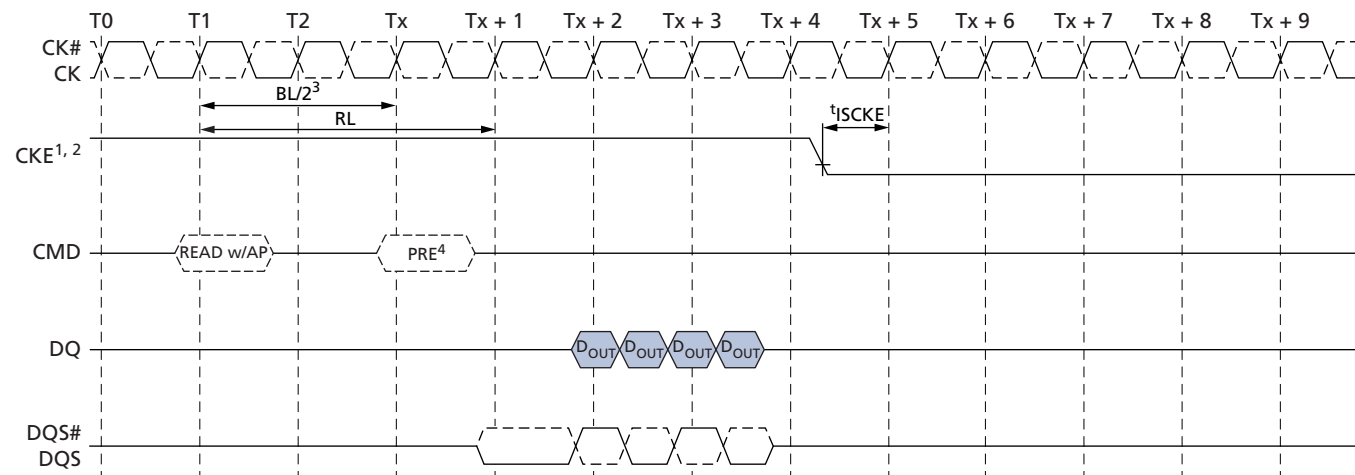 T0 T1 T2 Tx Tx + 1 Tx + 2 Tx + 3 Tx + 4 Tx + 5 Tx + 6 Tx + 7 Tx + 8 Tx + 9
CK#
CK
BL/2³
RL
ᵗISCKE
CKE¹, ²
CMD READ w/AP PRE⁴
DQ DOUT DOUT DOUT DOUT
DQS#
DQS